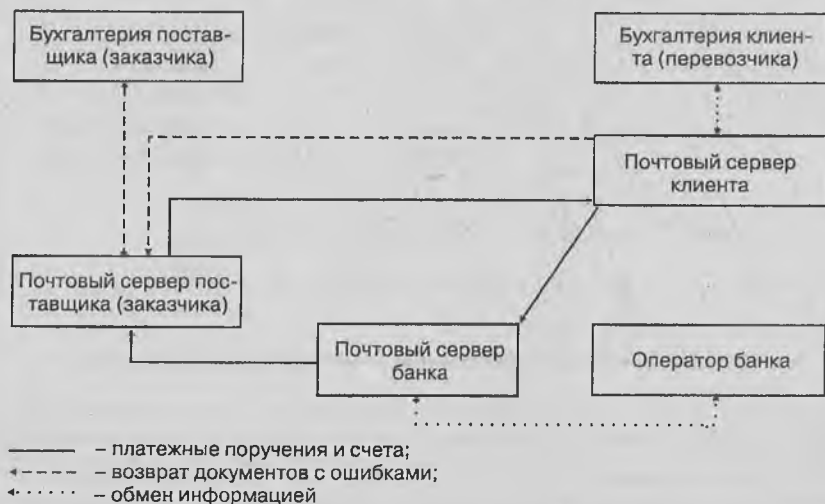 Бухгалтерия постав-
щика (заказчика)
Бухгалтерия клиен-
та (перевозчика)
Почтовый сервер
клиента
Почтовый сервер пос-
тавщика (заказчика)
Почтовый сервер
банка
Оператор банка
– платежные поручения и счета;
– возврат документов с ошибками;
– обмен информацией